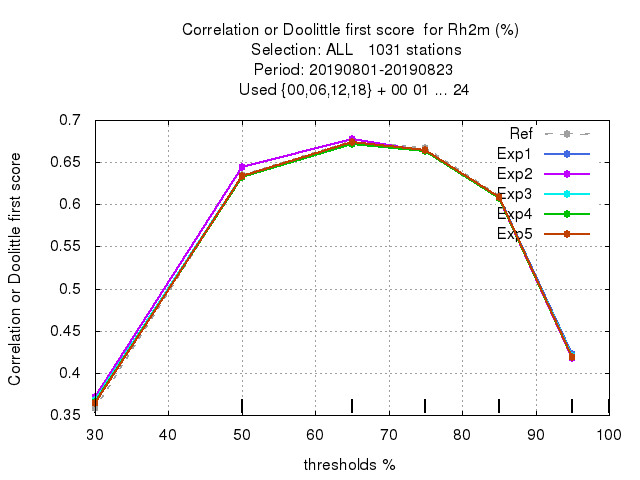 Correlation or Doolittle first score  for Rh2m (%)
Selection: ALL   1031 stations
Period: 20190801-20190823
Used {00,06,12,18} + 00 01 ... 24
Correlation or Doolittle first score
0.7
0.65
0.6
0.55
0.5
0.45
0.4
0.35
Ref
Exp1
Exp2
Exp3
Exp4
Exp5
30 40 50 60 70 80 90 100
thresholds %